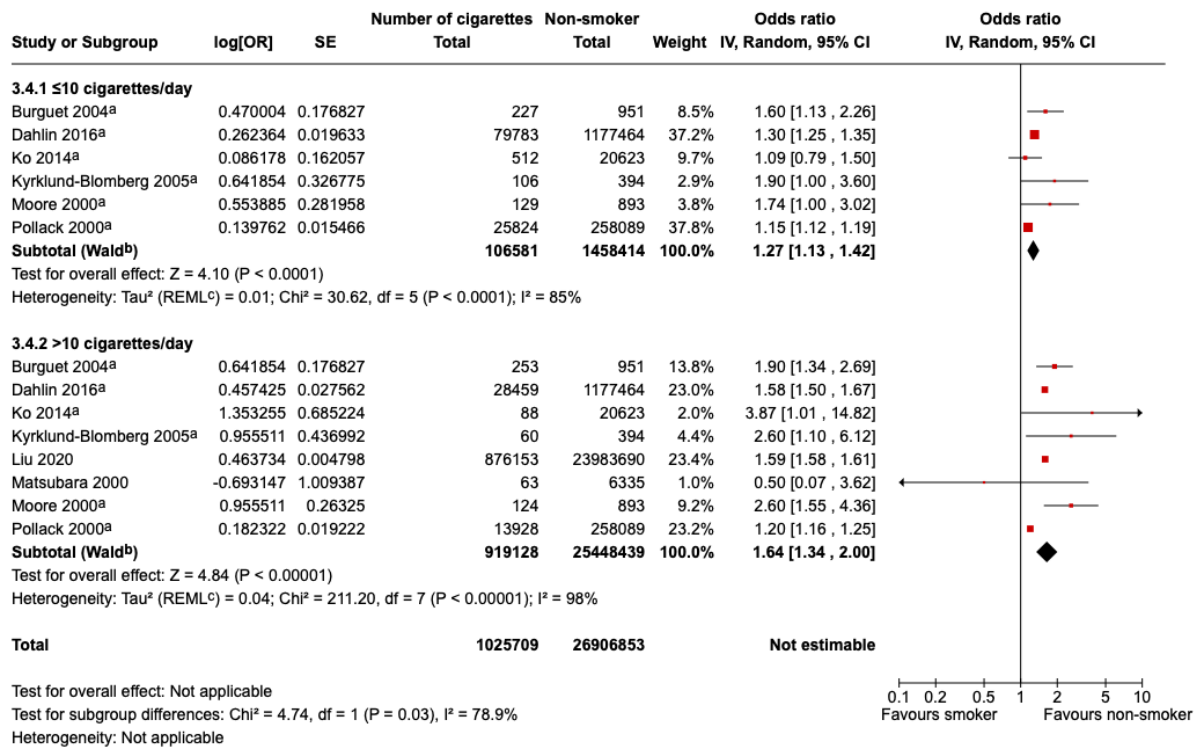 Number of cigarettes Non-smoker Odds ratio Odds ratio
Study or Subgroup log[OR] SE Total Total Weight IV, Random, 95% CI IV, Random, 95% CI
3.4.1 ≤10 cigarettes/day
Burguet 2004a 0.470004 0.176827 227 951 8.5% 1.60 [1.13 , 2.26]
Dahlin 2016a 0.262364 0.019633 79783 1177464 37.2% 1.30 [1.25 , 1.35]
Ko 2014a 0.086178 0.162057 512 20623 9.7% 1.09 [0.79 , 1.50]
Kyrklund-Blomberg 2005a 0.641854 0.326775 106 394 2.9% 1.90 [1.00 , 3.60]
Moore 2000a 0.553885 0.281958 129 893 3.8% 1.74 [1.00 , 3.02]
Pollack 2000a 0.139762 0.015466 25824 258089 37.8% 1.15 [1.12 , 1.19]
Subtotal (Waldb) 106581 1458414 100.0% 1.27 [1.13 , 1.42]
Test for overall effect: Z = 4.10 (P < 0.0001)
Heterogeneity: Tau² (REMLc) = 0.01; Chi² = 30.62, df = 5 (P < 0.0001); I² = 85%
3.4.2 >10 cigarettes/day
Burguet 2004a 0.641854 0.176827 253 951 13.8% 1.90 [1.34 , 2.69]
Dahlin 2016a 0.457425 0.027562 28459 1177464 23.0% 1.58 [1.50 , 1.67]
Ko 2014a 1.353255 0.685224 88 20623 2.0% 3.87 [1.01 , 14.82]
Kyrklund-Blomberg 2005a 0.955511 0.436992 60 394 4.4% 2.60 [1.10 , 6.12]
Liu 2020 0.463734 0.004798 876153 23983690 23.4% 1.59 [1.58 , 1.61]
Matsubara 2000 -0.693147 1.009387 63 6335 1.0% 0.50 [0.07 , 3.62]
Moore 2000a 0.955511 0.26325 124 893 9.2% 2.60 [1.55 , 4.36]
Pollack 2000a 0.182322 0.019222 13928 258089 23.2% 1.20 [1.16 , 1.25]
Subtotal (Waldb) 919128 25448439 100.0% 1.64 [1.34 , 2.00]
Test for overall effect: Z = 4.84 (P < 0.00001)
Heterogeneity: Tau² (REMLc) = 0.04; Chi² = 211.20, df = 7 (P < 0.00001); I² = 98%
Total 1025709 26906853 Not estimable
Test for overall effect: Not applicable
Test for subgroup differences: Chi² = 4.74, df = 1 (P = 0.03), I² = 78.9%
Heterogeneity: Not applicable
0.1 0.2 0.5 1 2 5 10
Favours smoker Favours non-smoker